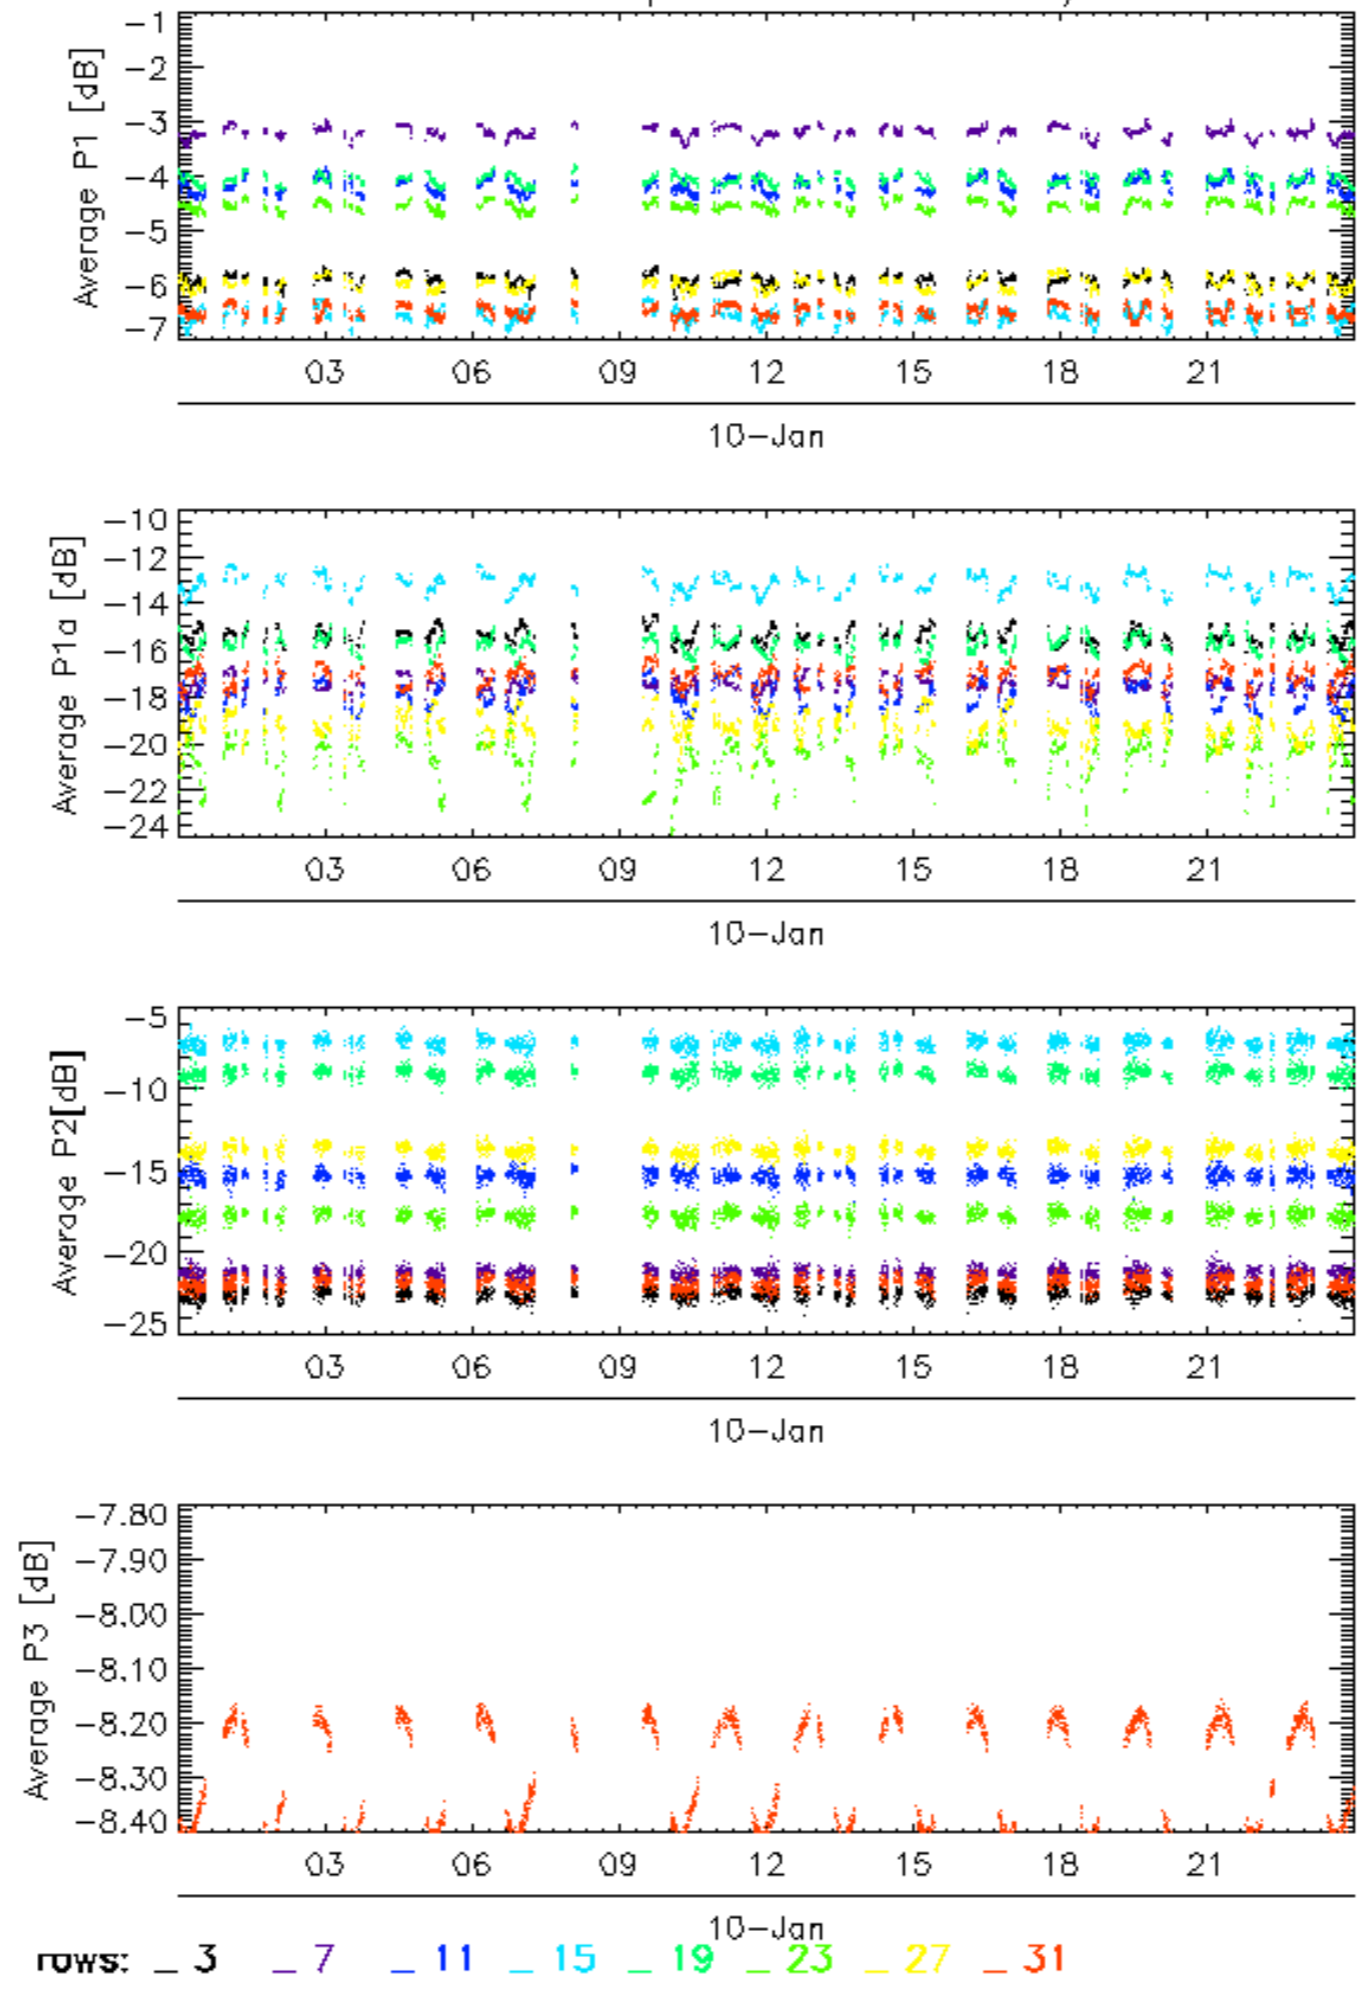 Average P1 [dB]
-1
-2
-3
-4
-5
-6
-7
03 06 09 12 15 18 21
10-Jan
Average P1a [dB]
-10
-12
-14
-16
-18
-20
-22
-24
03 06 09 12 15 18 21
10-Jan
Average P2[dB]
-5
-10
-15
-20
-25
03 06 09 12 15 18 21
10-Jan
Average P3 [dB]
-7.80
-7.90
-8.00
-8.10
-8.20
-8.30
-8.40
03 06 09 12 15 18 21
10-Jan
rows: _ 3 _ 7 _ 11 _ 15 _ 19 _ 23 _ 27 _ 31